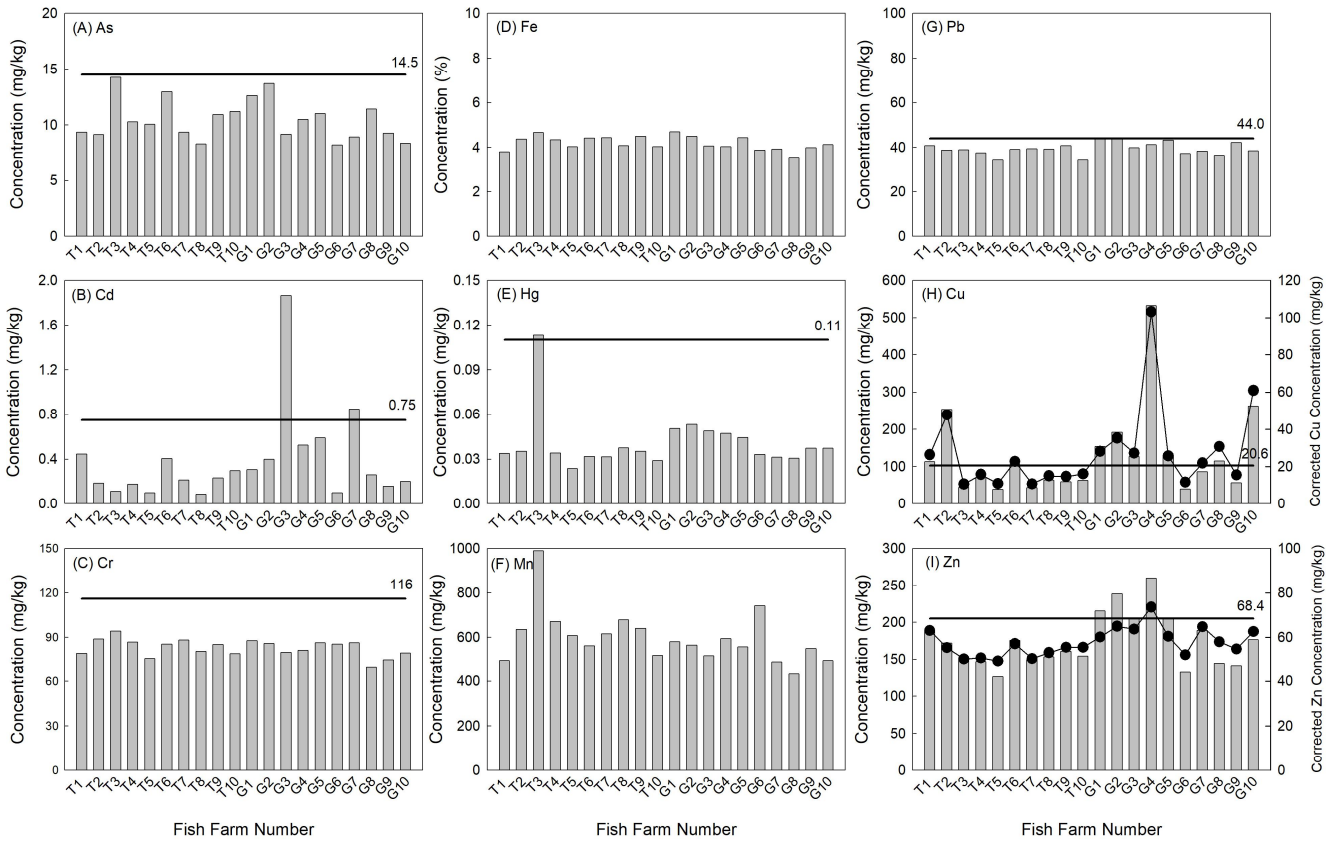 (A) As
Concentration (mg/kg)
20
15
10
5
0
14.5
T1 T2 T3 T4 T5 T6 T7 T8 T9 T10 G1 G2 G3 G4 G5 G6 G7 G8 G9 G10
(D) Fe
Concentration (%)
10
8
6
4
2
0
T1 T2 T3 T4 T5 T6 T7 T8 T9 T10 G1 G2 G3 G4 G5 G6 G7 G8 G9 G10
(G) Pb
Concentration (mg/kg)
100
80
60
40
20
0
44.0
T1 T2 T3 T4 T5 T6 T7 T8 T9 T10 G1 G2 G3 G4 G5 G6 G7 G8 G9 G10
(B) Cd
Concentration (mg/kg)
2.0
1.6
1.2
0.8
0.4
0.0
0.75
T1 T2 T3 T4 T5 T6 T7 T8 T9 T10 G1 G2 G3 G4 G5 G6 G7 G8 G9 G10
(E) Hg
Concentration (mg/kg)
0.15
0.12
0.09
0.06
0.03
0.00
0.11
T1 T2 T3 T4 T5 T6 T7 T8 T9 T10 G1 G2 G3 G4 G5 G6 G7 G8 G9 G10
(H) Cu
Concentration (mg/kg)
600
500
400
300
200
100
0
20.6
120
100
80
60
40
20
0
Corrected Cu Concentration (mg/kg)
T1 T2 T3 T4 T5 T6 T7 T8 T9 T10 G1 G2 G3 G4 G5 G6 G7 G8 G9 G10
(C) Cr
Concentration (mg/kg)
150
120
90
60
30
0
116
T1 T2 T3 T4 T5 T6 T7 T8 T9 T10 G1 G2 G3 G4 G5 G6 G7 G8 G9 G10
Fish Farm Number
(F) Mn
Concentration (mg/kg)
1000
800
600
400
200
0
T1 T2 T3 T4 T5 T6 T7 T8 T9 T10 G1 G2 G3 G4 G5 G6 G7 G8 G9 G10
Fish Farm Number
(I) Zn
Concentration (mg/kg)
300
250
200
150
100
50
0
68.4
100
80
60
40
20
0
Corrected Zn Concentration (mg/kg)
T1 T2 T3 T4 T5 T6 T7 T8 T9 T10 G1 G2 G3 G4 G5 G6 G7 G8 G9 G10
Fish Farm Number